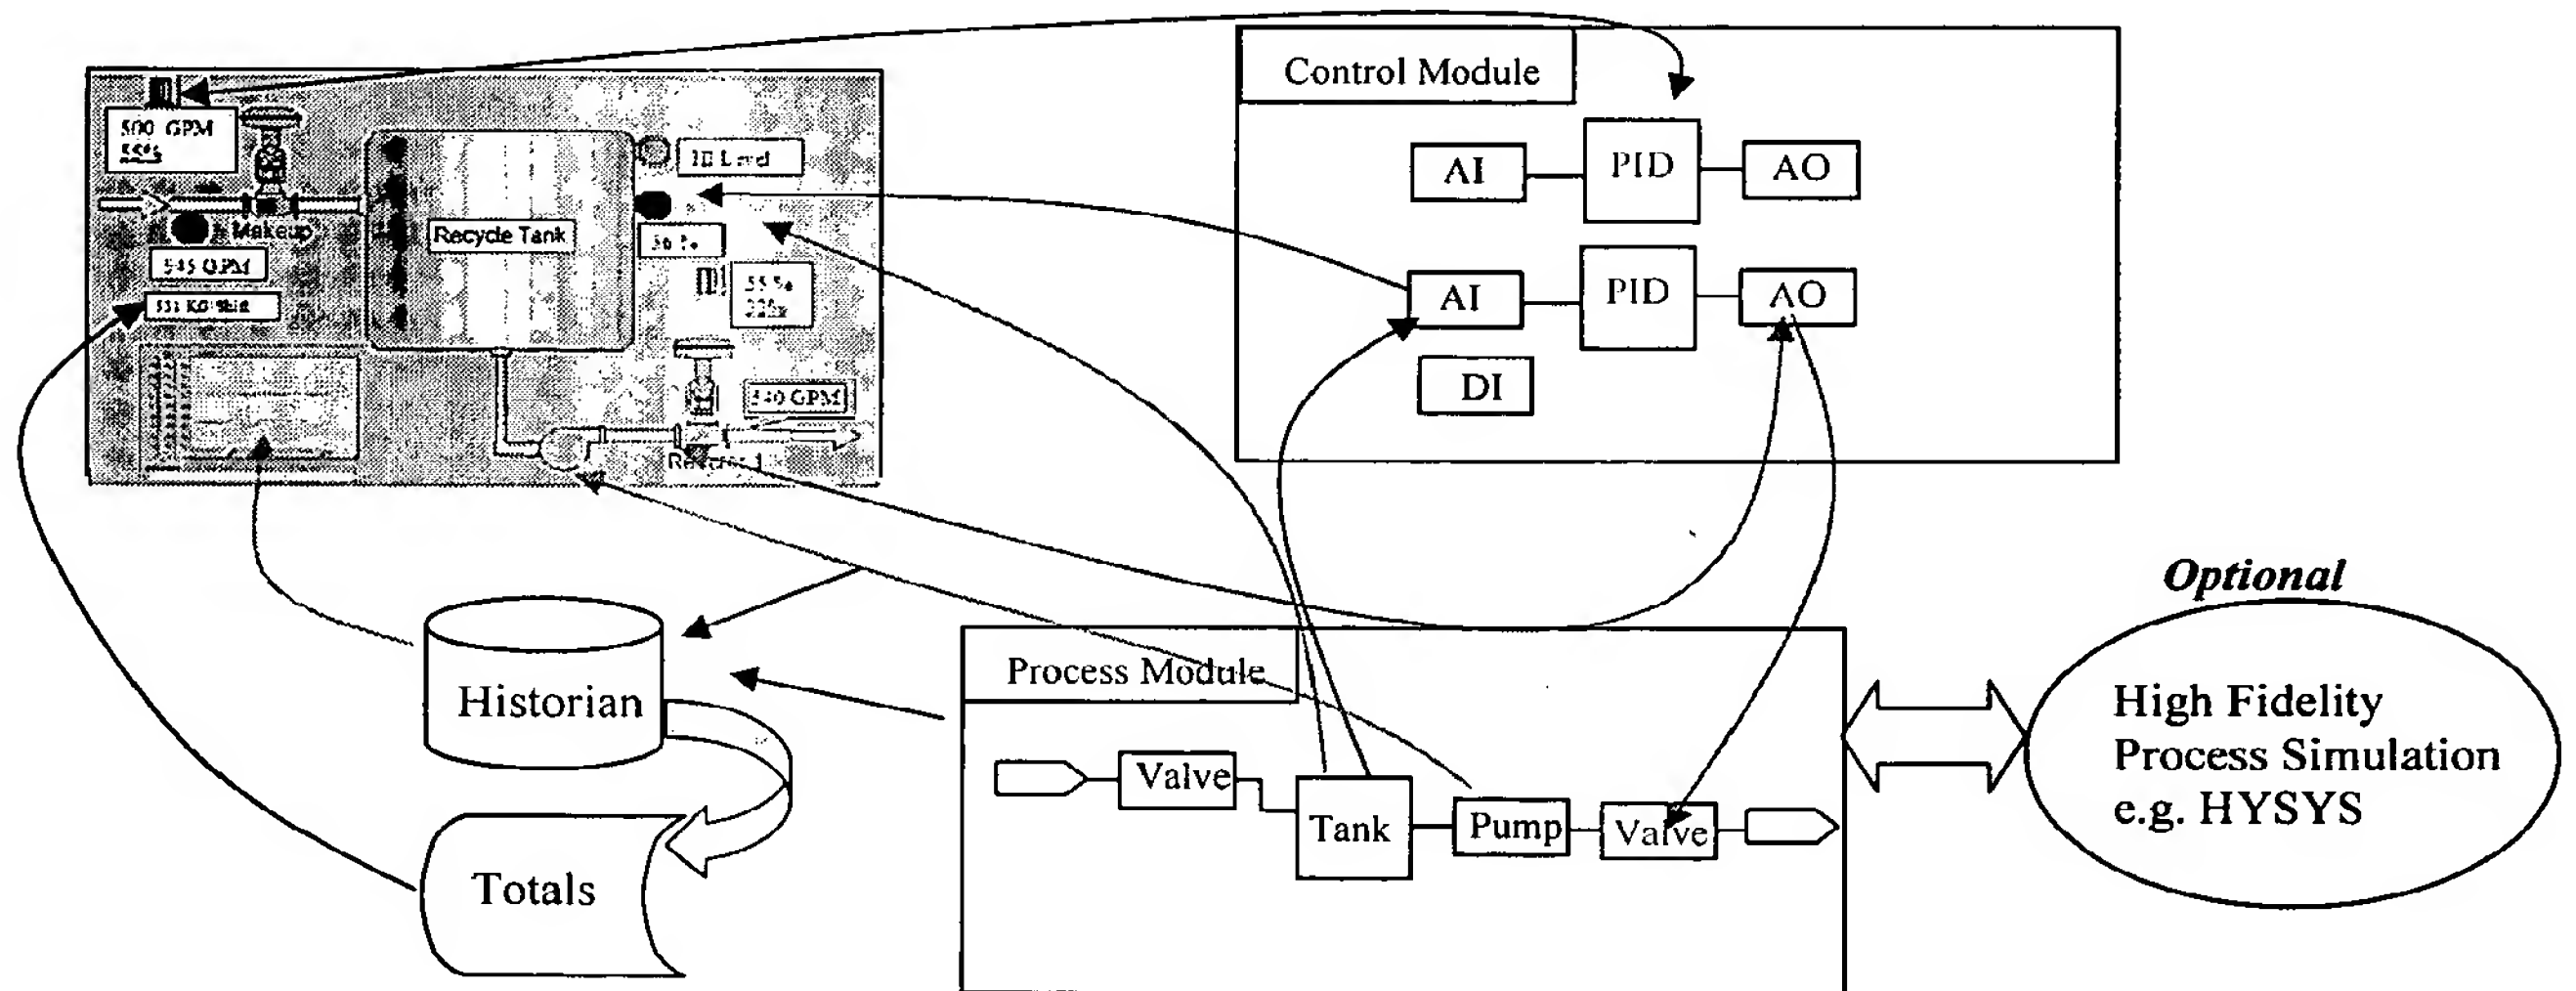 500 GPM
Makeup
545 GPM
Recycle Tank
540 GPM
Control Module
AI
PID
AO
AI
PID
AO
DI
Historian
Totals
Process Module
Valve
Tank
Pump
Valve
Optional
High Fidelity
Process Simulation
e.g. HYSYS